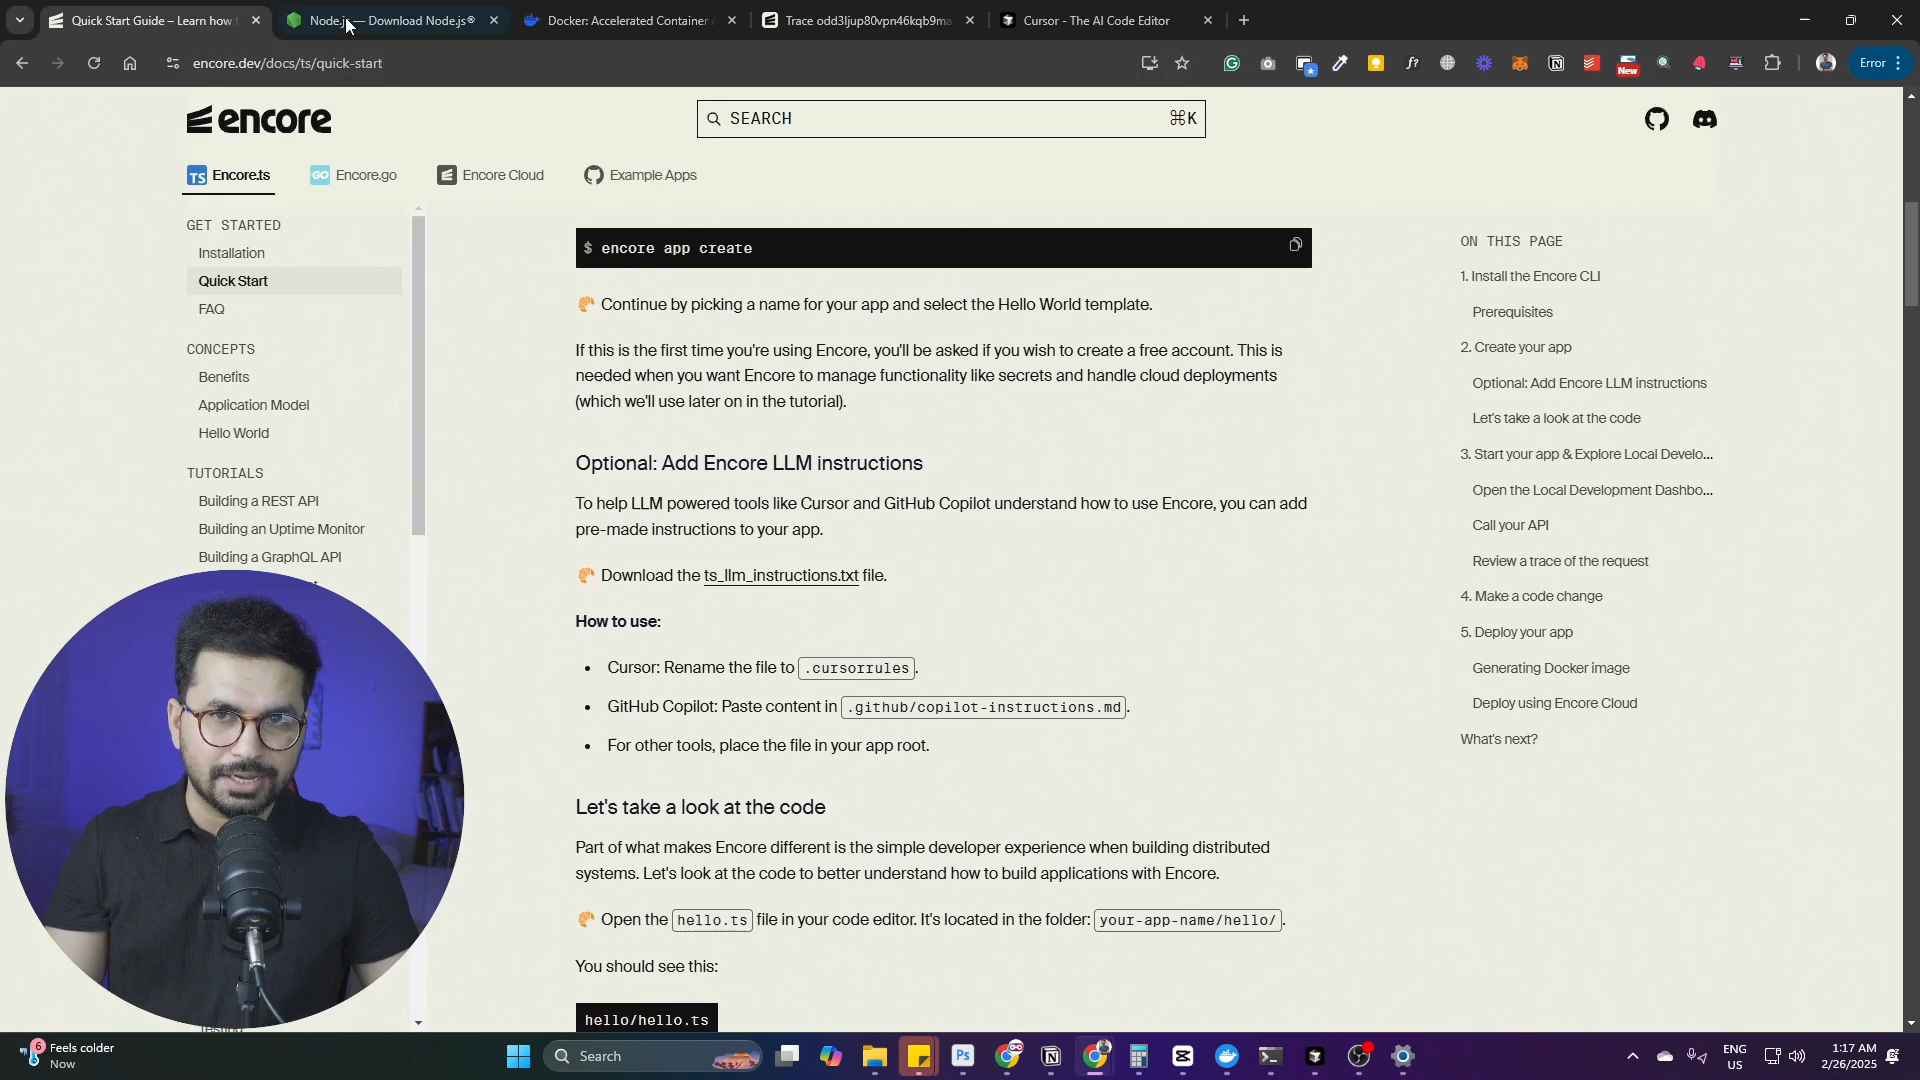 Quick Start Guide – Learn how t
Node.js — Download Node.js®
Docker: Accelerated Container
Trace odd3ljup80vpn46kqb9ma
Cursor - The AI Code Editor
encore.dev/docs/ts/quick-start
New
Error
encore
SEARCH
⌘K
TS Encore.ts
GO Encore.go
Encore Cloud
Example Apps
GET STARTED
Installation
Quick Start
FAQ
CONCEPTS
Benefits
Application Model
Hello World
TUTORIALS
Building a REST API
Building an Uptime Monitor
Building a GraphQL API
Testing
$ encore app create
🥐 Continue by picking a name for your app and select the Hello World template.
If this is the first time you're using Encore, you'll be asked if you wish to create a free account. This is
needed when you want Encore to manage functionality like secrets and handle cloud deployments
(which we'll use later on in the tutorial).
Optional: Add Encore LLM instructions
To help LLM powered tools like Cursor and GitHub Copilot understand how to use Encore, you can add
pre-made instructions to your app.
🥐 Download the ts_llm_instructions.txt file.
How to use:
• Cursor: Rename the file to .cursorrules.
• GitHub Copilot: Paste content in .github/copilot-instructions.md.
• For other tools, place the file in your app root.
Let's take a look at the code
Part of what makes Encore different is the simple developer experience when building distributed
systems. Let's look at the code to better understand how to build applications with Encore.
🥐 Open the hello.ts file in your code editor. It's located in the folder: your-app-name/hello/.
You should see this:
hello/hello.ts
ON THIS PAGE
1. Install the Encore CLI
Prerequisites
2. Create your app
Optional: Add Encore LLM instructions
Let's take a look at the code
3. Start your app & Explore Local Develo...
Open the Local Development Dashbo...
Call your API
Review a trace of the request
4. Make a code change
5. Deploy your app
Generating Docker image
Deploy using Encore Cloud
What's next?
6
Feels colder
Now
Search
Ps
ENG
US
1:17 AM
2/26/2025